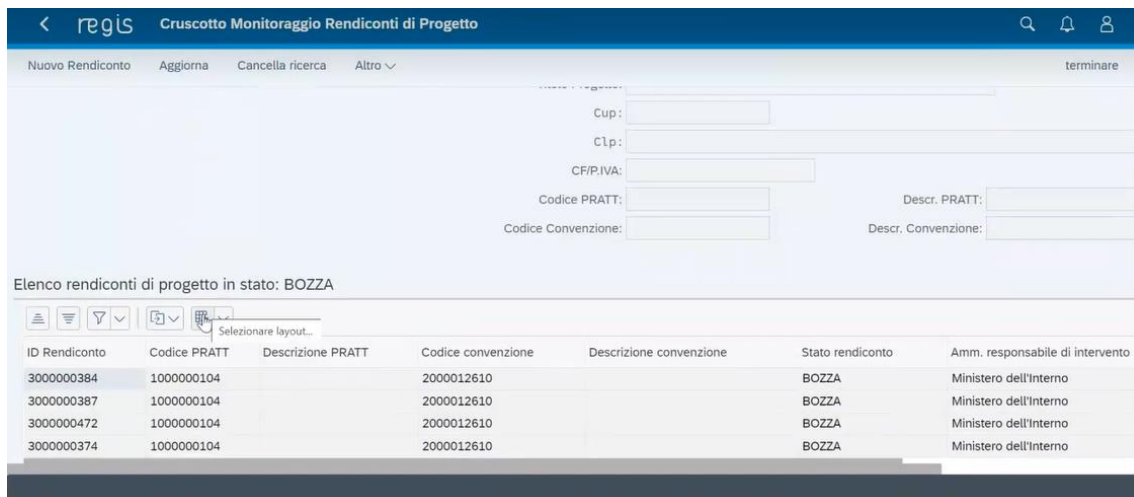 regis Cruscotto Monitoraggio Rendiconti di Progetto
Nuovo Rendiconto Aggiorna Cancella ricerca Altro terminare
Cup:
Clp:
CF/P.IVA:
Codice PRATT: Descr. PRATT:
Codice Convenzione: Descr. Convenzione:
Elenco rendiconti di progetto in stato: BOZZA
Selezionare layout...
ID Rendiconto Codice PRATT Descrizione PRATT Codice convenzione Descrizione convenzione Stato rendiconto Amm. responsabile di intervento
3000000384 1000000104 2000012610 BOZZA Ministero dell'Interno
3000000387 1000000104 2000012610 BOZZA Ministero dell'Interno
3000000472 1000000104 2000012610 BOZZA Ministero dell'Interno
3000000374 1000000104 2000012610 BOZZA Ministero dell'Interno